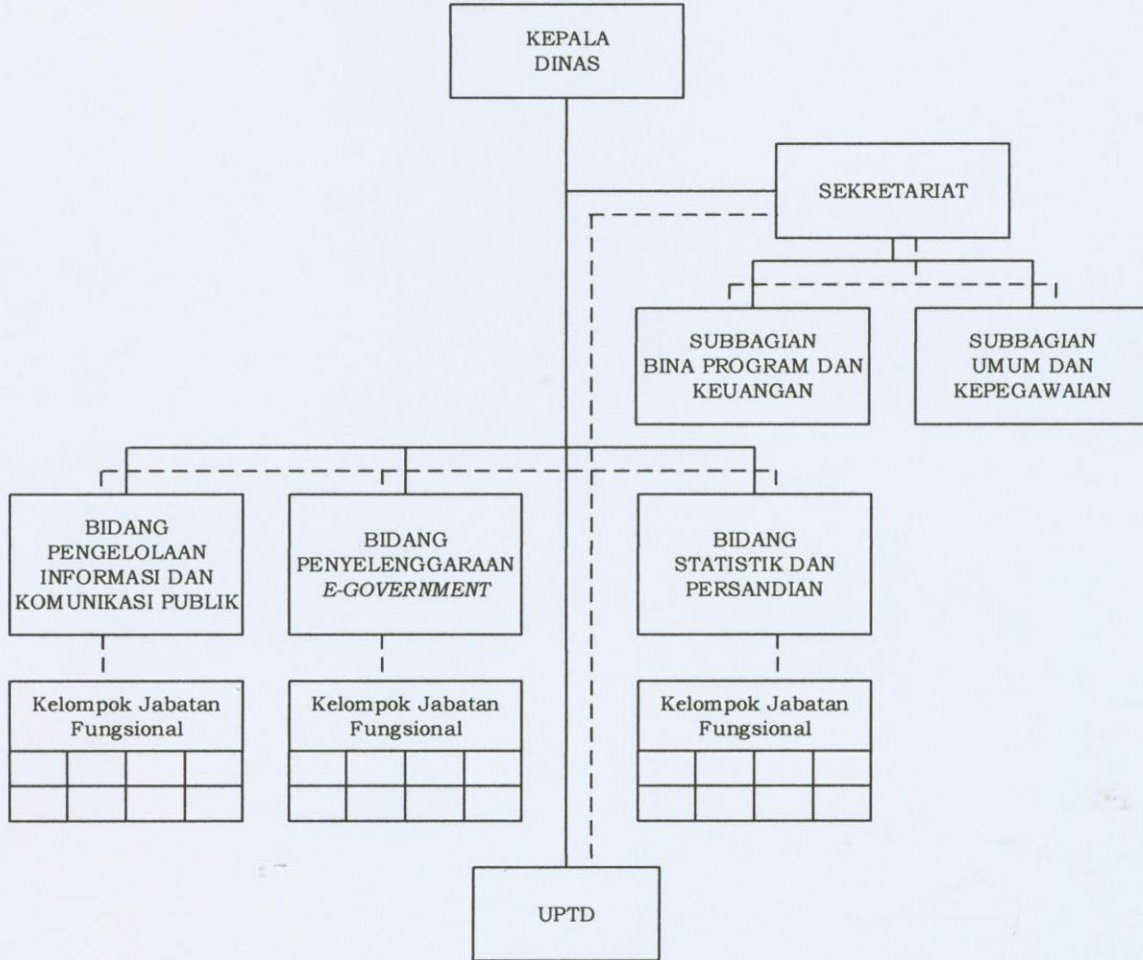 KEPALA
DINAS
SEKRETARIAT
SUBBAGIAN
BINA PROGRAM DAN
KEUANGAN
SUBBAGIAN
UMUM DAN
KEPEGAWAIAN
BIDANG
PENGELOLAAN
INFORMASI DAN
KOMUNIKASI PUBLIK
BIDANG
PENYELENGGARAAN
E-GOVERNMENT
BIDANG
STATISTIK DAN
PERSANDIAN
Kelompok Jabatan
Fungsional
Kelompok Jabatan
Fungsional
Kelompok Jabatan
Fungsional
UPTD